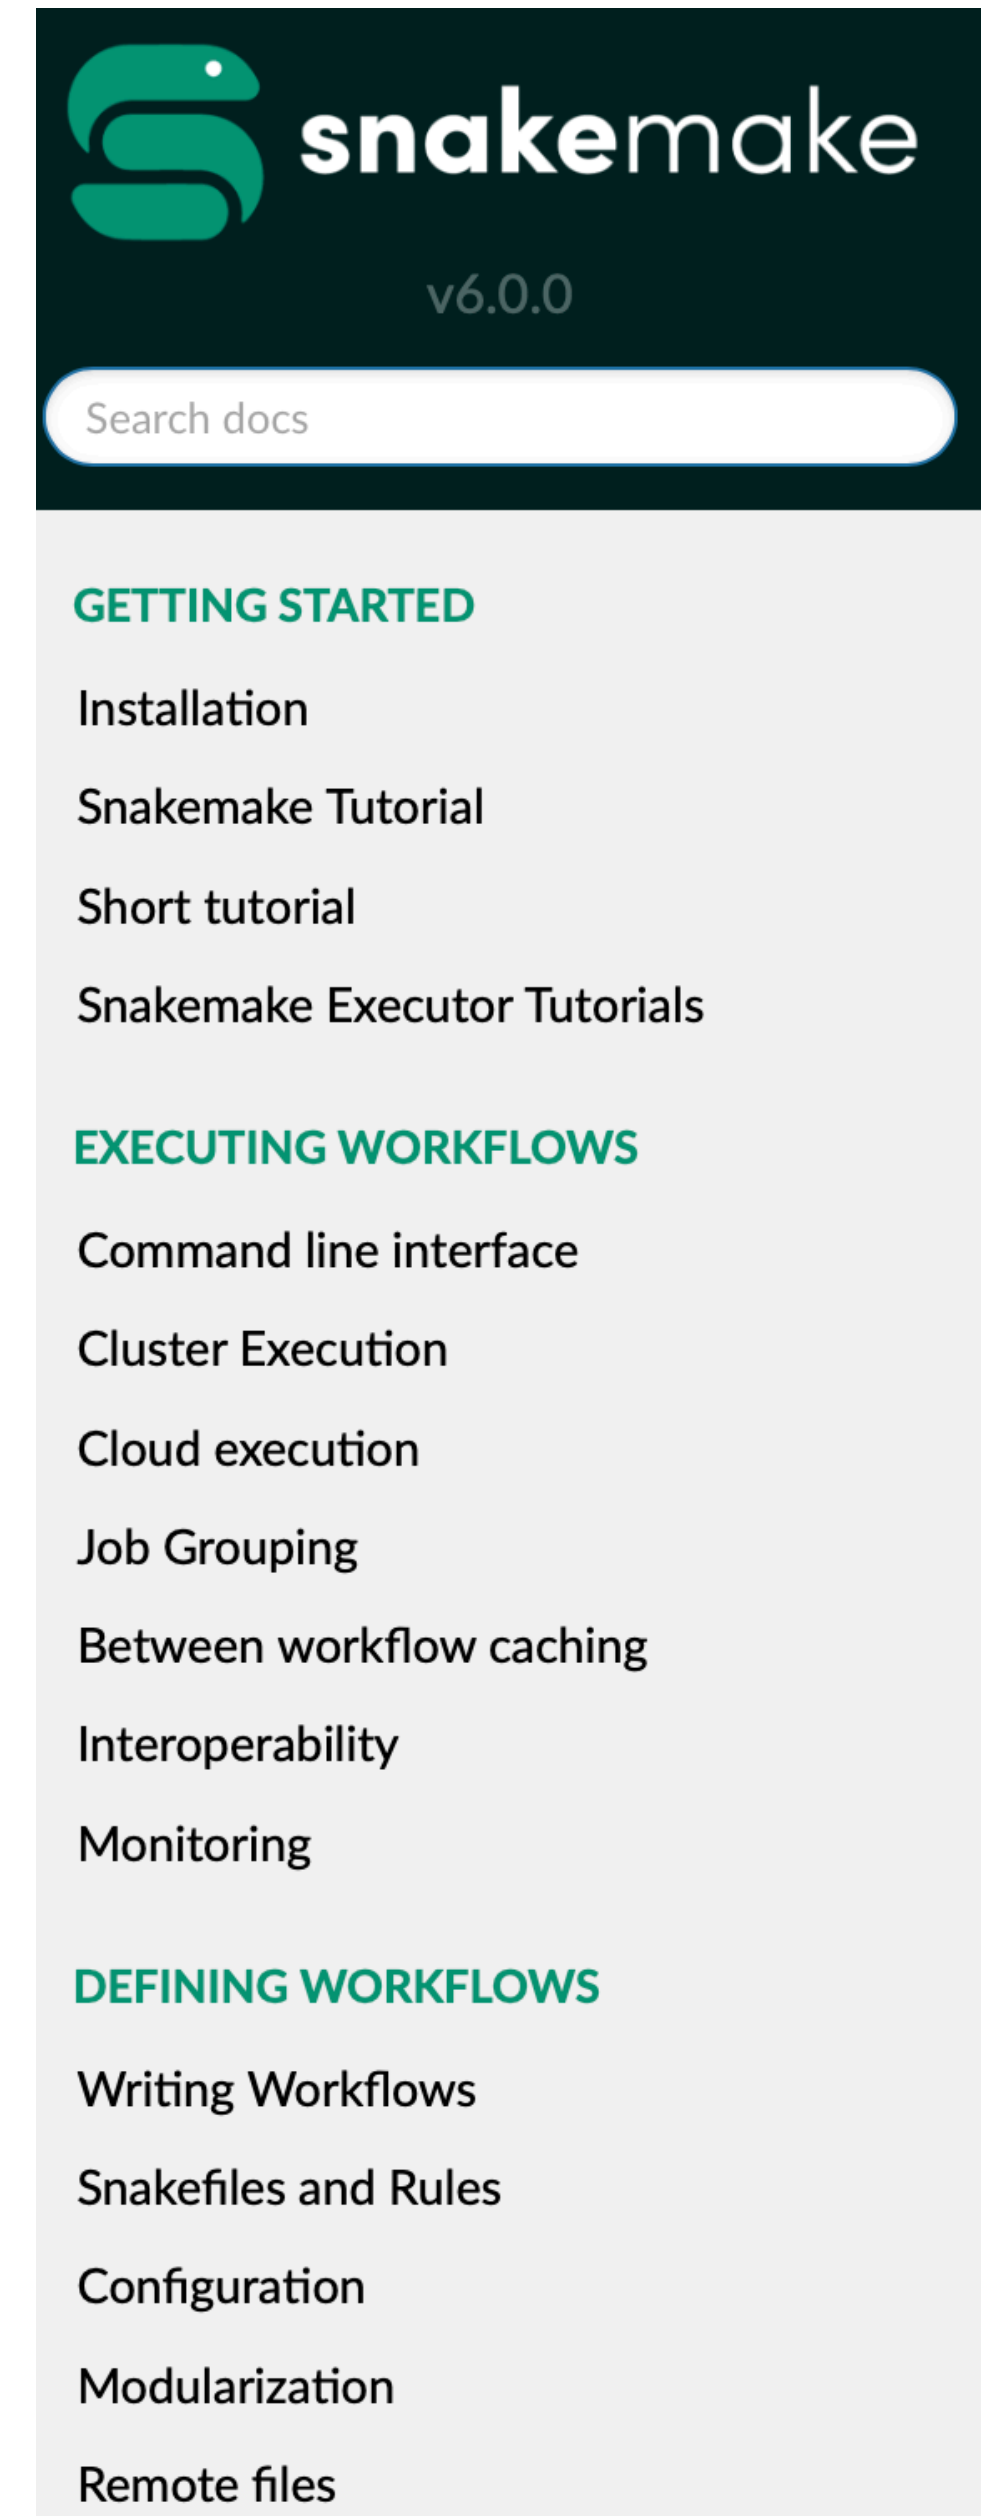 snakemake
v6.0.0
Search docs
GETTING STARTED
Installation
Snakemake Tutorial
Short tutorial
Snakemake Executor Tutorials
EXECUTING WORKFLOWS
Command line interface
Cluster Execution
Cloud execution
Job Grouping
Between workflow caching
Interoperability
Monitoring
DEFINING WORKFLOWS
Writing Workflows
Snakefiles and Rules
Configuration
Modularization
Remote files